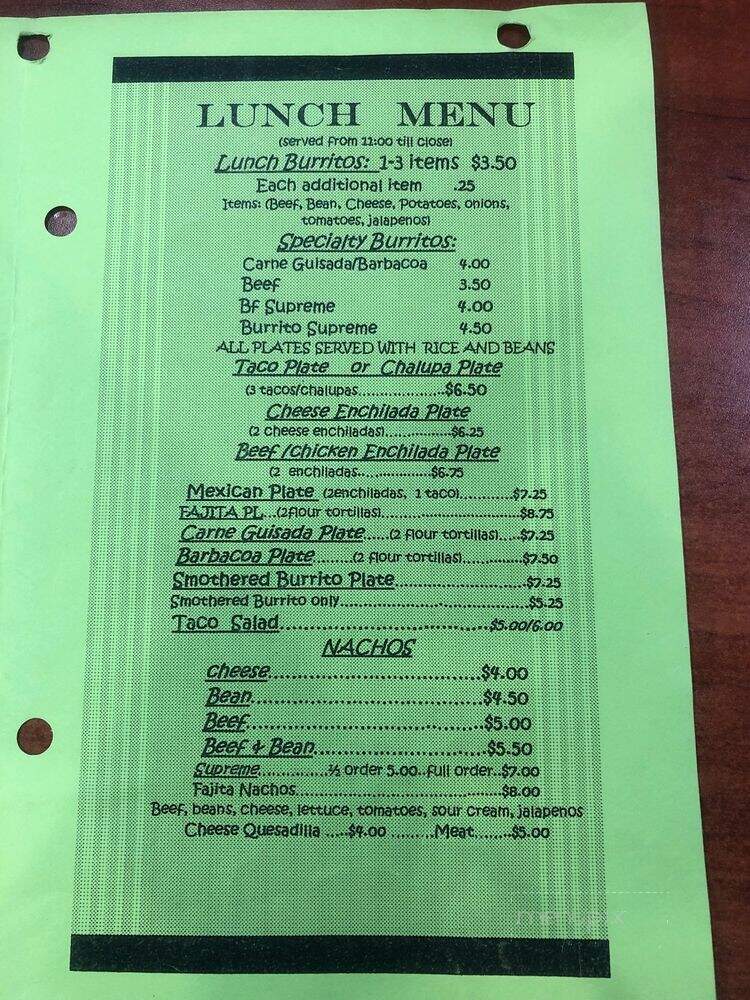 LUNCH MENU
(served from 11:00 till close)
Lunch Burritos: 1-3 items $3.50
Each additional item .25
Items: (Beef, Bean, Cheese, Potatoes, onions,
tomatoes, jalapenos)
Specialty Burritos:
Carne Guisada/Barbacoa 4.00
Beef 3.50
Bf Supreme 4.00
Burrito Supreme 4.50
ALL PLATES SERVED WITH RICE AND BEANS
Taco Plate or Chalupa Plate
(3 tacos/chalupas....................$6.50
Cheese Enchilada Plate
(2 cheese enchiladas)...............$6.25
Beef /chicken Enchilada Plate
(2 enchiladas....................$6.75
Mexican Plate (2enchiladas, 1 taco)............$7.25
FAJITA PL...(2flour tortillas)..............................$8.75
Carne Guisada Plate.....(2 flour tortillas)....$7.25
Barbacoa Plate........(2 flour tortillas).............$7.50
Smothered Burrito Plate.........................$7.25
Smothered Burrito only........................................$5.25
Taco Salad........................................$5.00/6.00
NACHOS
Cheese.................................$4.00
Bean.....................................$4.50
Beef.....................................$5.00
Beef & Bean..........................$5.50
Supreme..............½ order 5.00..full order..$7.00
Fajita Nachos.............................................$8.00
Beef, beans, cheese, lettuce, tomatoes, sour cream, jalapenos
Cheese Quesadilla .....$4.00 .........Meat........$5.00